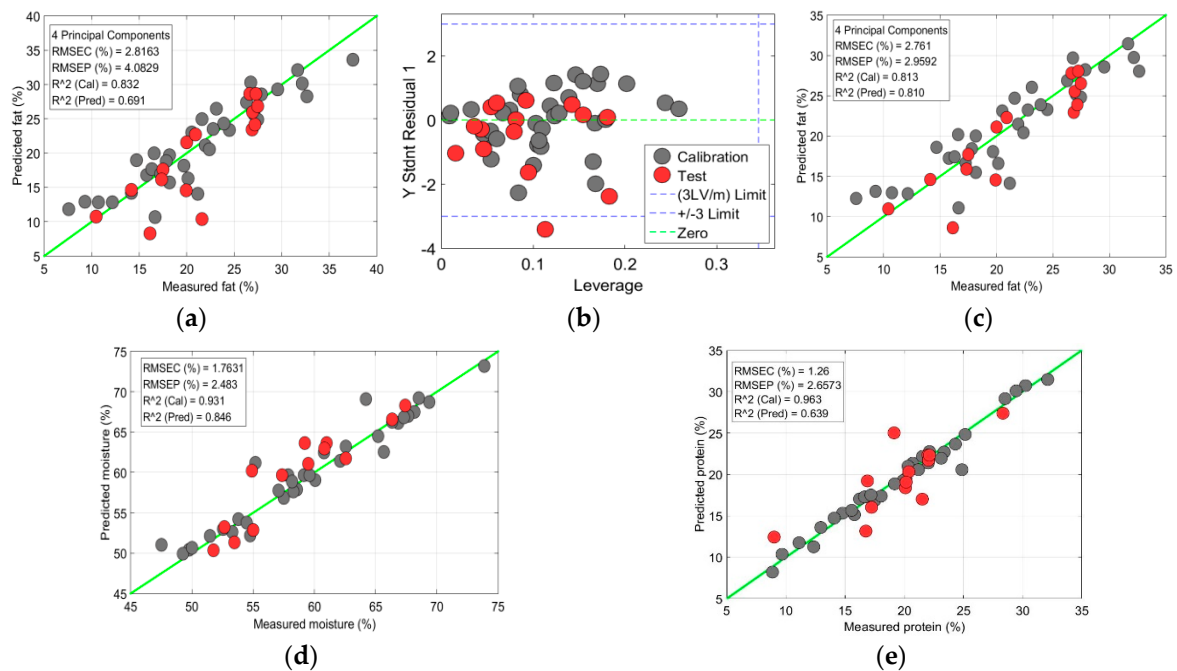 4 Principal Components
RMSEC (%) = 2.8163
RMSEP (%) = 4.0829
R^2 (Cal) = 0.832
R^2 (Pred) = 0.691
Predicted fat (%)
40
35
30
25
20
15
10
5
5 10 15 20 25 30 35 40
Measured fat (%)
(a)
Y Stdnt Residual 1
2
0
-2
-4
0 0.1 0.2 0.3
Leverage
Calibration
Test
(3LV/m) Limit
+/-3 Limit
Zero
(b)
4 Principal Components
RMSEC (%) = 2.761
RMSEP (%) = 2.9592
R^2 (Cal) = 0.813
R^2 (Pred) = 0.810
Predicted fat (%)
35
30
25
20
15
10
5
5 10 15 20 25 30 35
Measured fat (%)
(c)
RMSEC (%) = 1.7631
RMSEP (%) = 2.483
R^2 (Cal) = 0.931
R^2 (Pred) = 0.846
Predicted moisture (%)
75
70
65
60
55
50
45
45 50 55 60 65 70 75
Measured moisture (%)
(d)
RMSEC (%) = 1.26
RMSEP (%) = 2.6573
R^2 (Cal) = 0.963
R^2 (Pred) = 0.639
Predicted protein (%)
35
30
25
20
15
10
5
5 10 15 20 25 30 35
Measured protein (%)
(e)